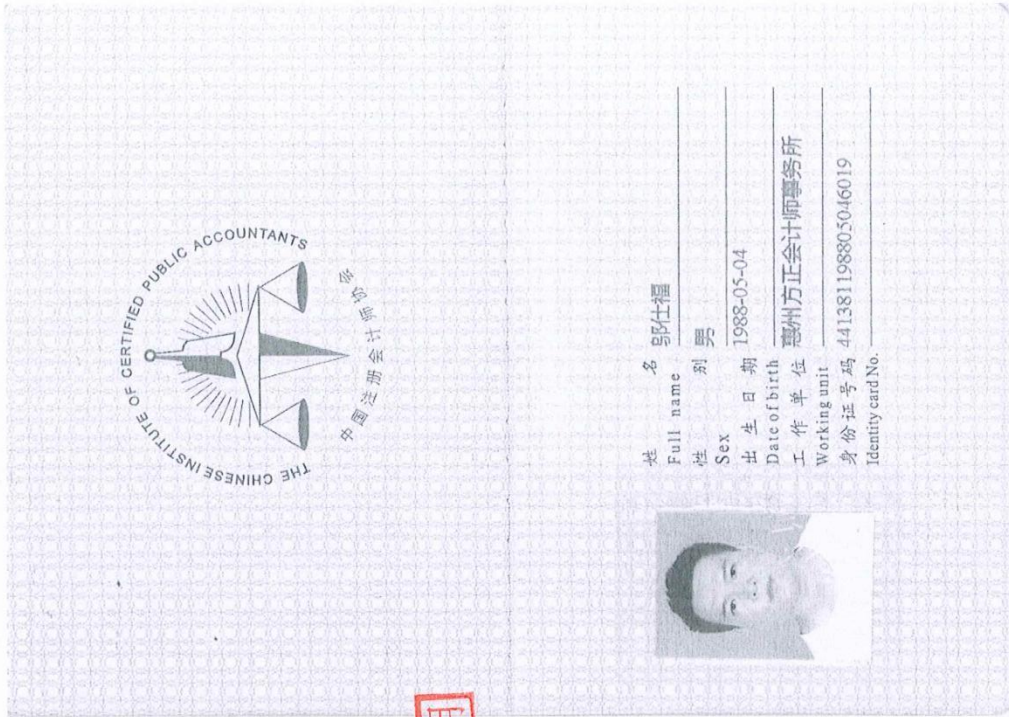 THE CHINESE INSTITUTE OF CERTIFIED PUBLIC ACCOUNTANTS
中国注册会计师协会
姓 名 邬仕福
Full name
性 别 男
Sex
出 生 日 期 1988-05-04
Date of birth
工 作 单 位 惠州方正会计师事务所
Working unit
身 份 证 号 码 441381198805046019
Identity card No.